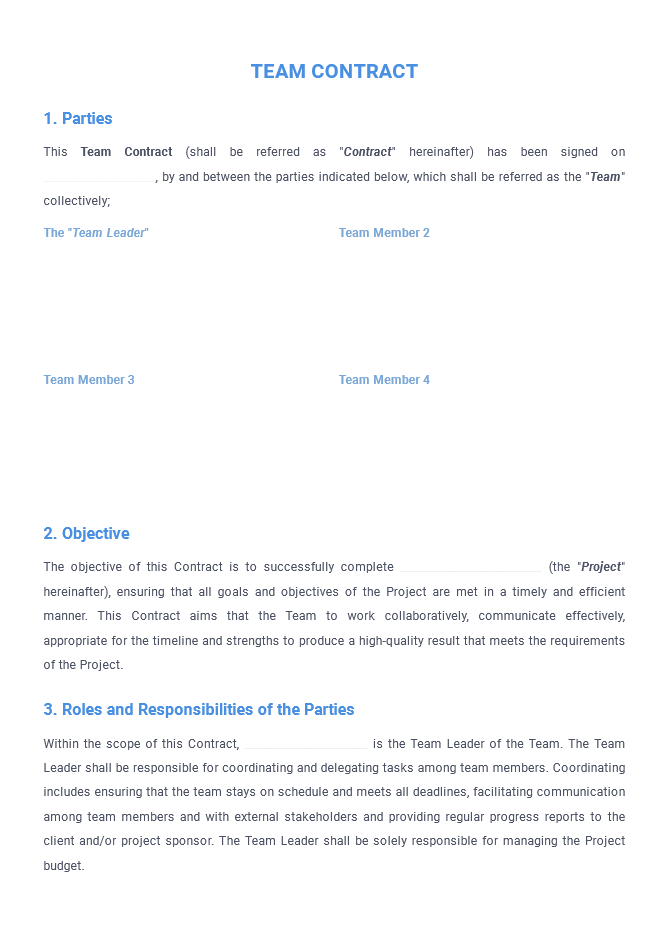 TEAM CONTRACT
1. Parties
This Team Contract (shall be referred as "Contract" hereinafter) has been signed on
, by and between the parties indicated below, which shall be referred as the "Team"
collectively;
The "Team Leader"
Team Member 2
Team Member 3
Team Member 4
2. Objective
The objective of this Contract is to successfully complete (the "Project"
hereinafter), ensuring that all goals and objectives of the Project are met in a timely and efficient
manner. This Contract aims that the Team to work collaboratively, communicate effectively,
appropriate for the timeline and strengths to produce a high-quality result that meets the requirements
of the Project.
3. Roles and Responsibilities of the Parties
Within the scope of this Contract, is the Team Leader of the Team. The Team
Leader shall be responsible for coordinating and delegating tasks among team members. Coordinating
includes ensuring that the team stays on schedule and meets all deadlines, facilitating communication
among team members and with external stakeholders and providing regular progress reports to the
client and/or project sponsor. The Team Leader shall be solely responsible for managing the Project
budget.